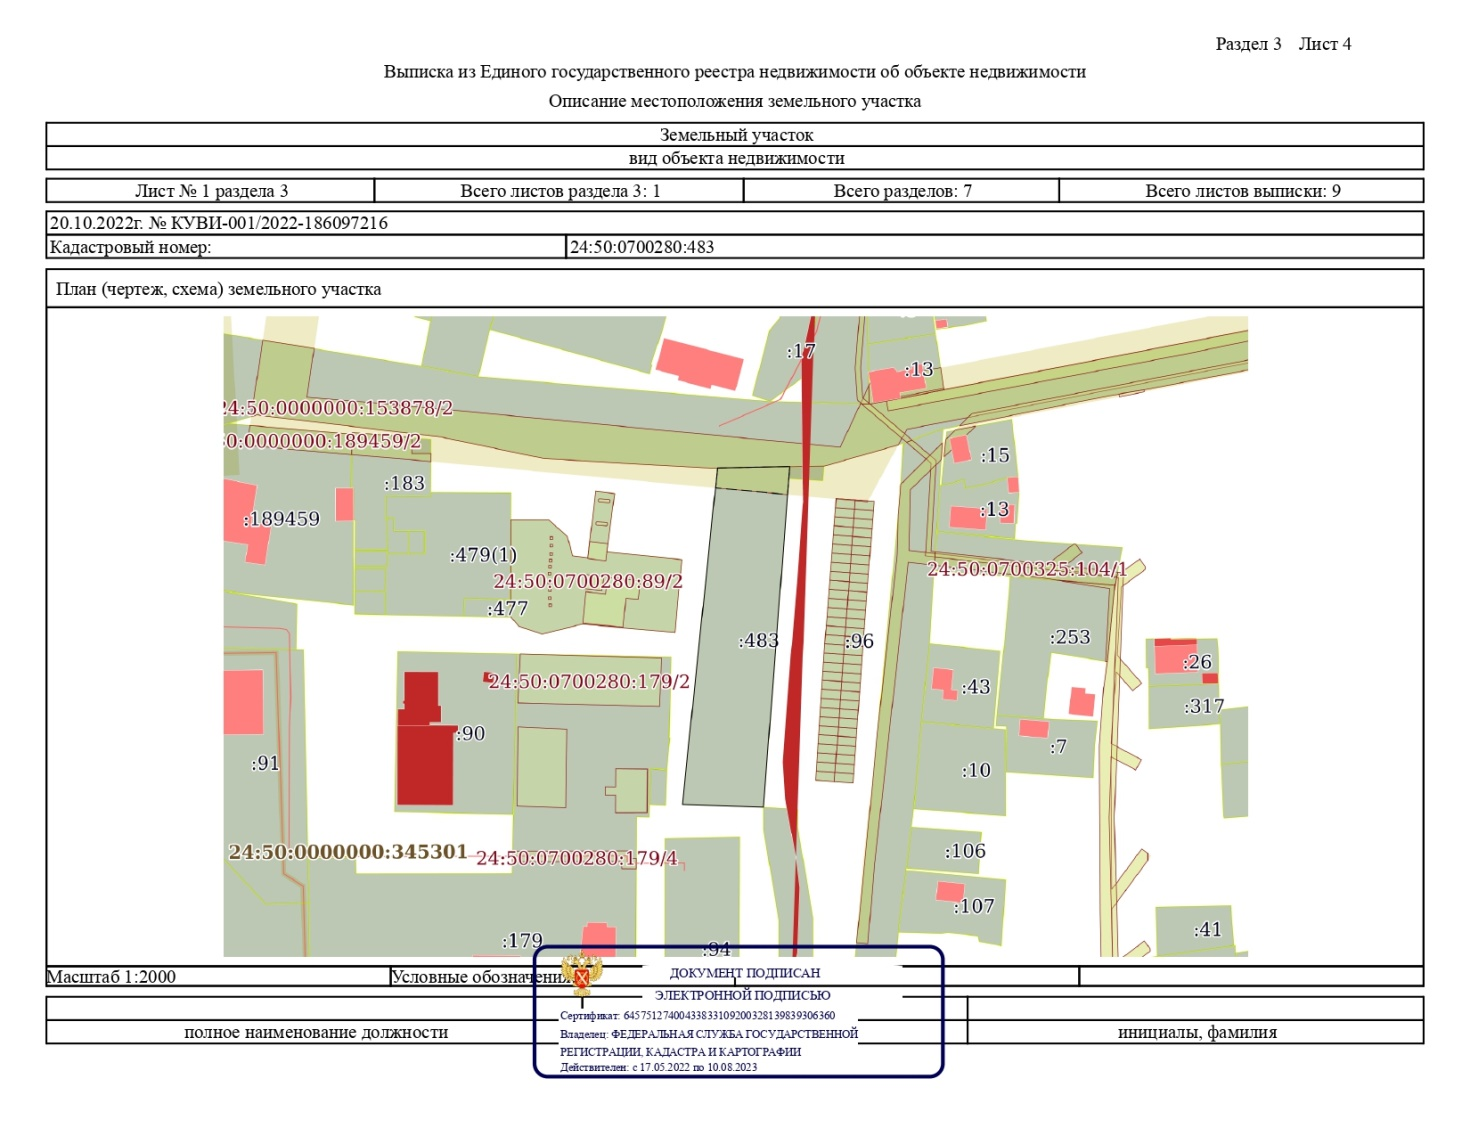 Раздел 3 Лист 4
Выписка из Единого государственного реестра недвижимости об объекте недвижимости
Описание местоположения земельного участка
Земельный участок
вид объекта недвижимости
Лист № 1 раздела 3 Всего листов раздела 3: 1 Всего разделов: 7 Всего листов выписки: 9
20.10.2022г. № КУВИ-001/2022-186097216
Кадастровый номер: 24:50:0700280:483
План (чертеж, схема) земельного участка
:17
:13
24:50:0000000:153878/2
0:0000000:189459/2
:15
:183
:13
:189459
:479(1)
24:50:0700325:104/1
24:50:0700280:89/2
:477
:483
:96
:253
:26
24:50:0700280:179/2
:43
:317
:90
:7
:91
:10
24:50:0000000:345301
24:50:0700280:179/4
:106
:107
:41
:179
:94
Масштаб 1:2000 Условные обозначения
ДОКУМЕНТ ПОДПИСАН
ЭЛЕКТРОННОЙ ПОДПИСЬЮ
Сертификат: 64575127400433833109200328139839306360
Владелец: ФЕДЕРАЛЬНАЯ СЛУЖБА ГОСУДАРСТВЕННОЙ
РЕГИСТРАЦИИ, КАДАСТРА И КАРТОГРАФИИ
Действителен: с 17.05.2022 по 10.08.2023
полное наименование должности инициалы, фамилия